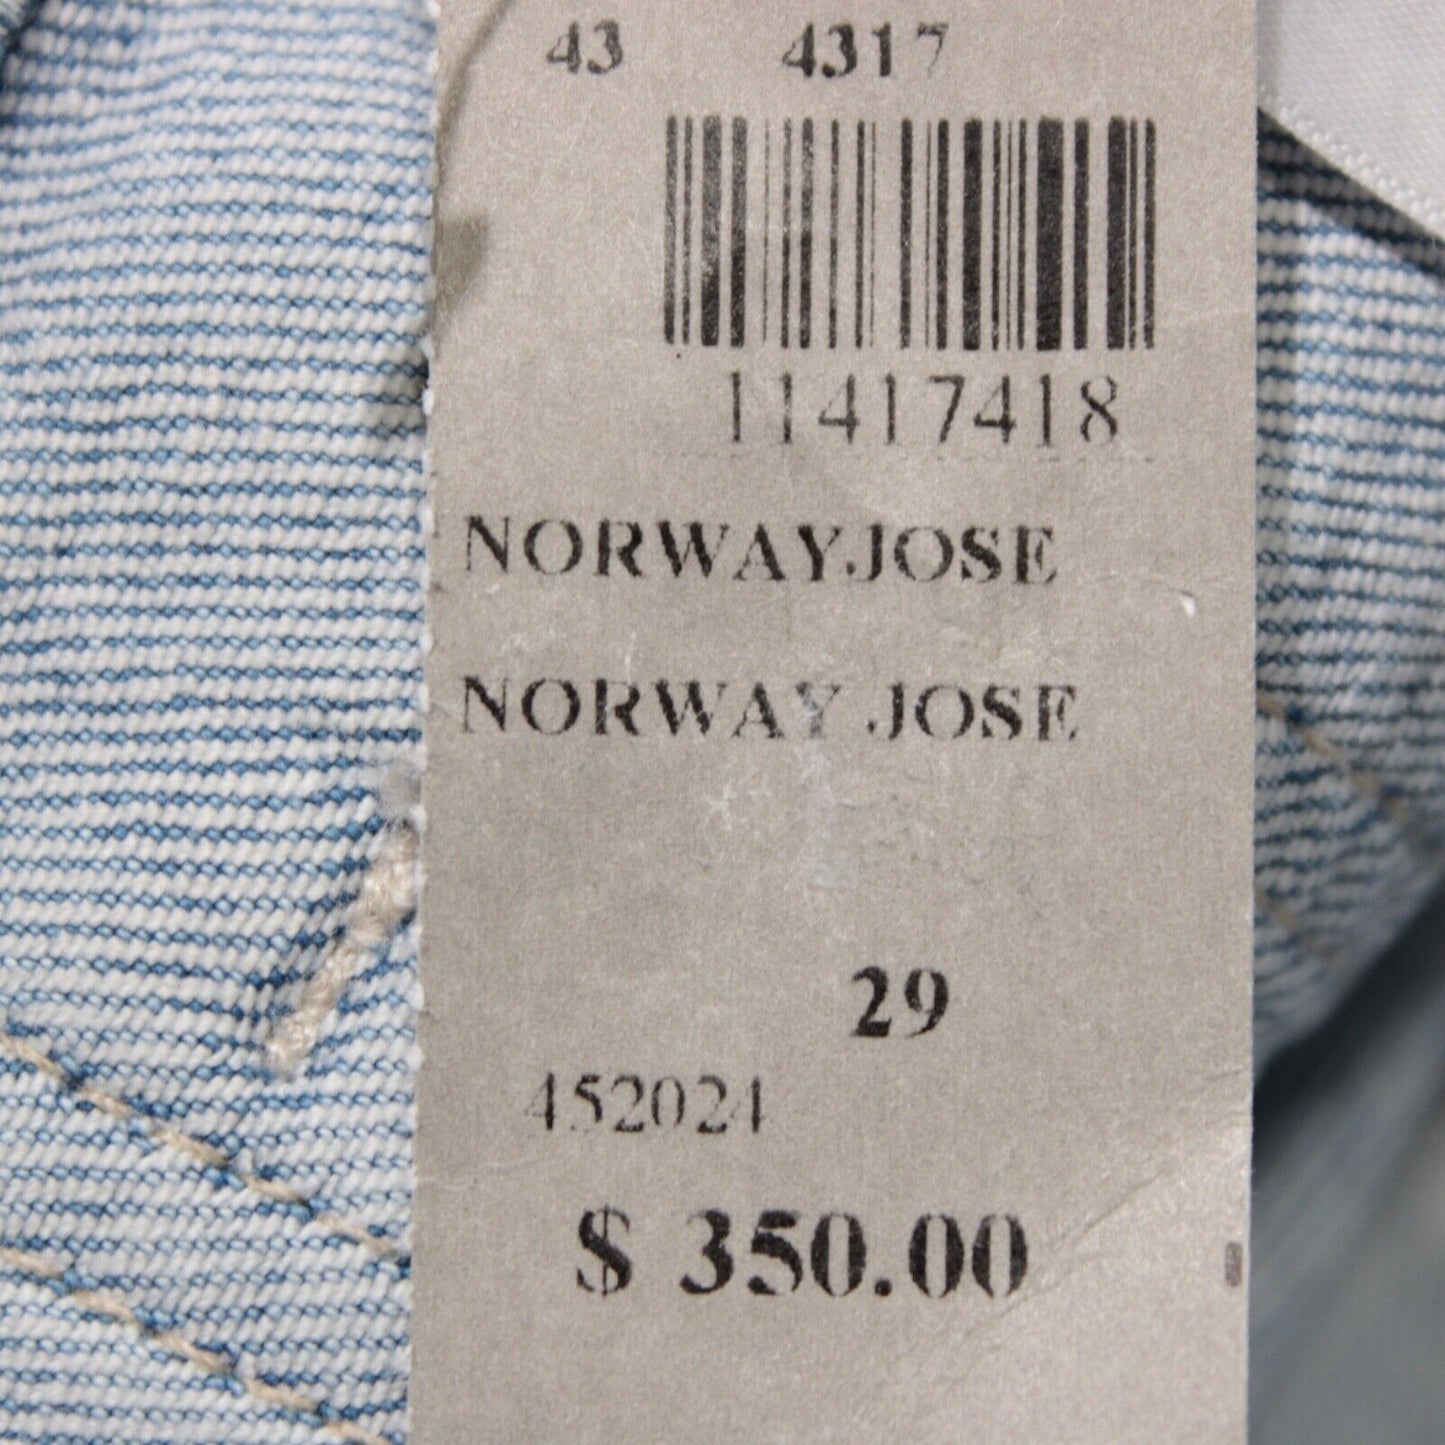 43 4317
11417418
NORWAYJOSE
NORWAY JOSE
29
452024
$ 350.00